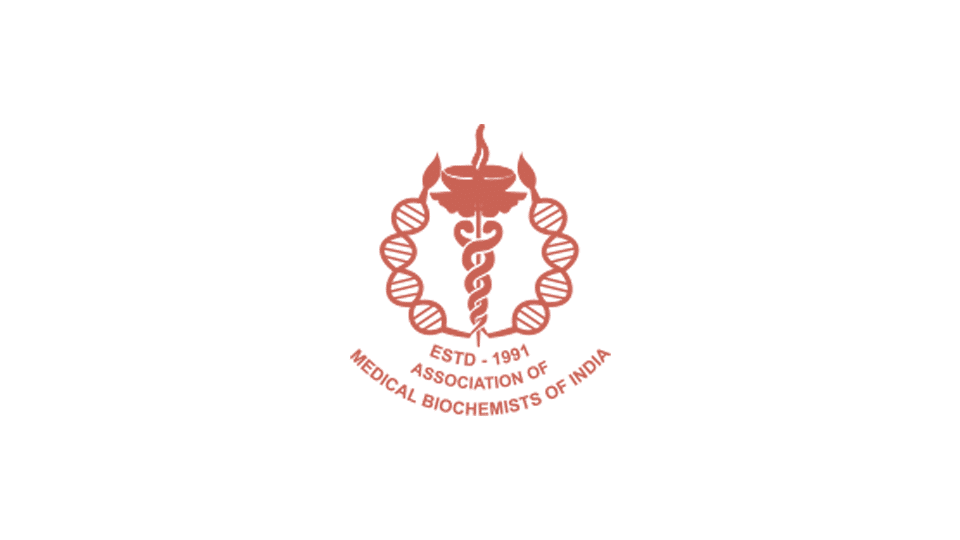 ESTD - 1991
ASSOCIATION OF
MEDICAL BIOCHEMISTS OF INDIA